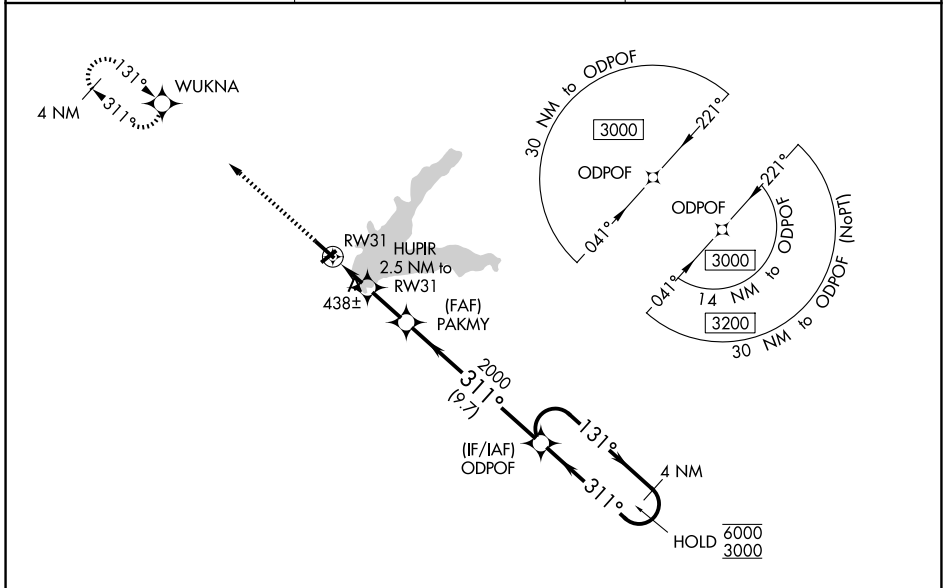 131°
WUKNA
4 NM
311°
30 NM to ODPOF
221°
3000
ODPOF
041°
221°
ODPOF
3000
041°
14 NM to ODPOF
3200
30 NM to ODPOF (NoPT)
RW31
HUPIR
2.5 NM to
RW31
438±
(FAF)
PAKMY
2000
311°
(9.7)
(IF/IAF)
ODPOF
131°
4 NM
311°
HOLD 6000
3000